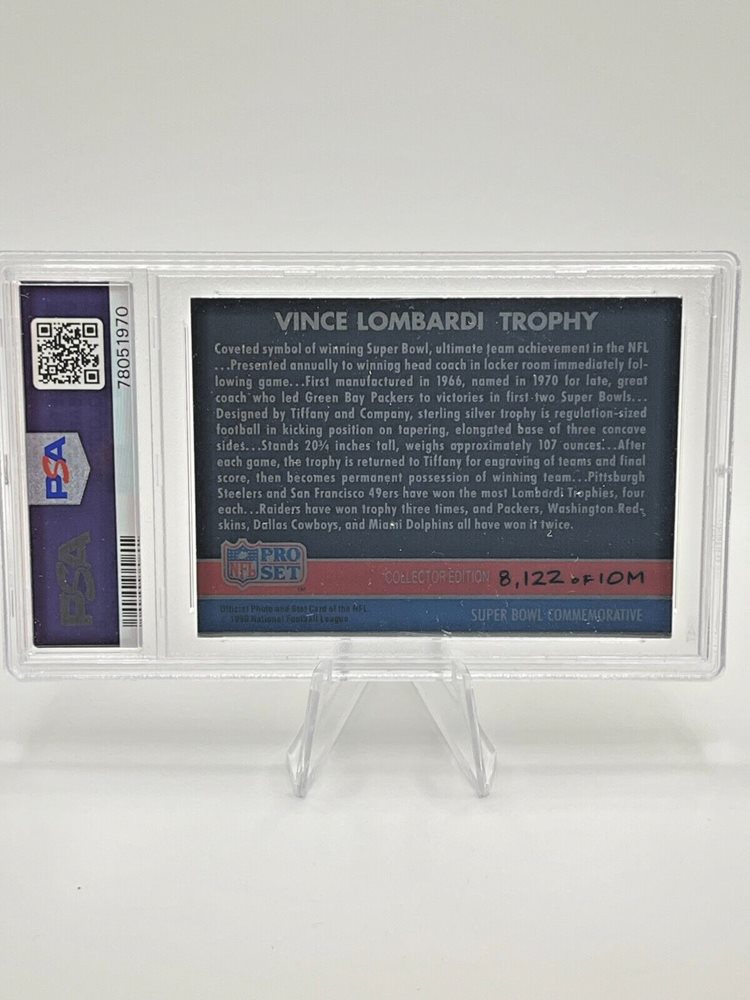 VINCE LOMBARDI TROPHY
Coveted symbol of winning Super Bowl, ultimate team achievement in the NFL
...Presented annually to winning head coach in locker room immediately fol-
lowing game...First manufactured in 1966, named in 1970 for late, great
coach who led Green Bay Packers to victories in first two Super Bowls...
Designed by Tiffany and Company, sterling silver trophy is regulation-sized
football in kicking position on tapering, elongated base of three concave
sides...Stands 20¾ inches tall, weighs approximately 107 ounces...After
each game, the trophy is returned to Tiffany for engraving of teams and final
score, then becomes permanent possession of winning team...Pittsburgh
Steelers and San Francisco 49ers have won the most Lombardi Trophies, four
each...Raiders have won trophy three times, and Packers, Washington Red-
skins, Dallas Cowboys, and Miami Dolphins all have won it twice.
NFL PRO SET
TM
COLLECTOR EDITION 8,122 OF 10M
Official Photo and Stat Card of the NFL
1990 National Football League
SUPER BOWL COMMEMORATIVE
78051970
PSA
PSA